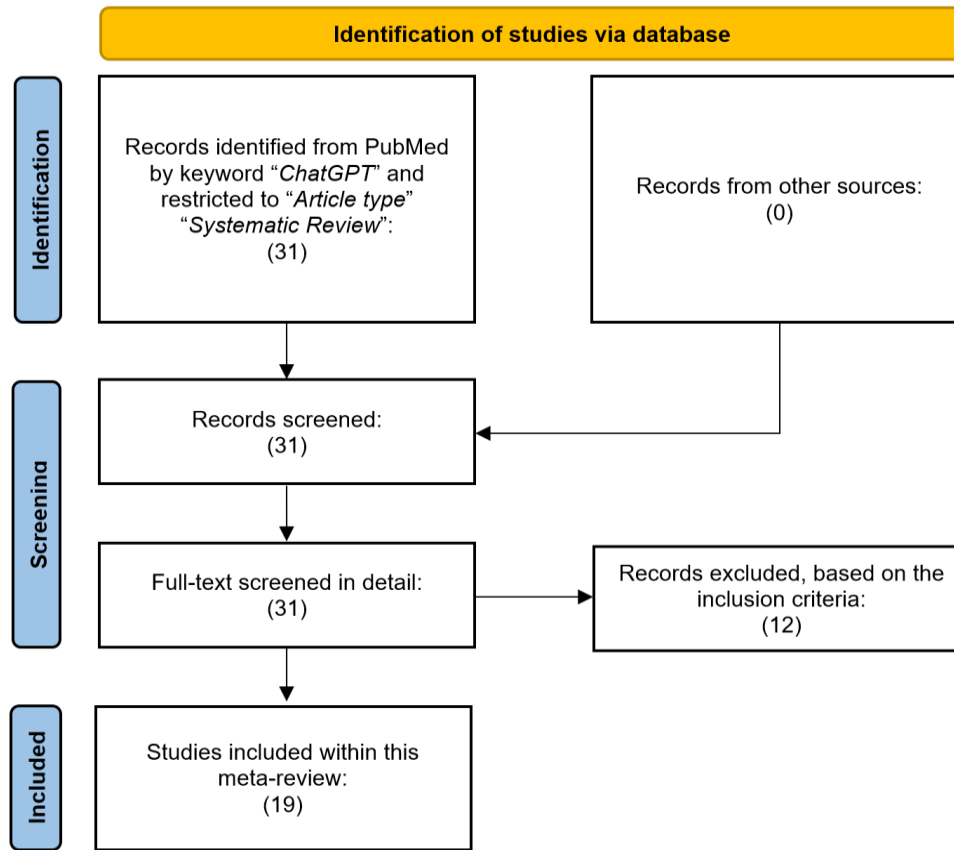 Identification of studies via database
Identification
Records identified from PubMed
by keyword “ChatGPT” and
restricted to “Article type”
“Systematic Review”:
(31)
Records from other sources:
(0)
Screening
Records screened:
(31)
Full-text screened in detail:
(31)
Records excluded, based on the
inclusion criteria:
(12)
Included
Studies included within this
meta-review:
(19)